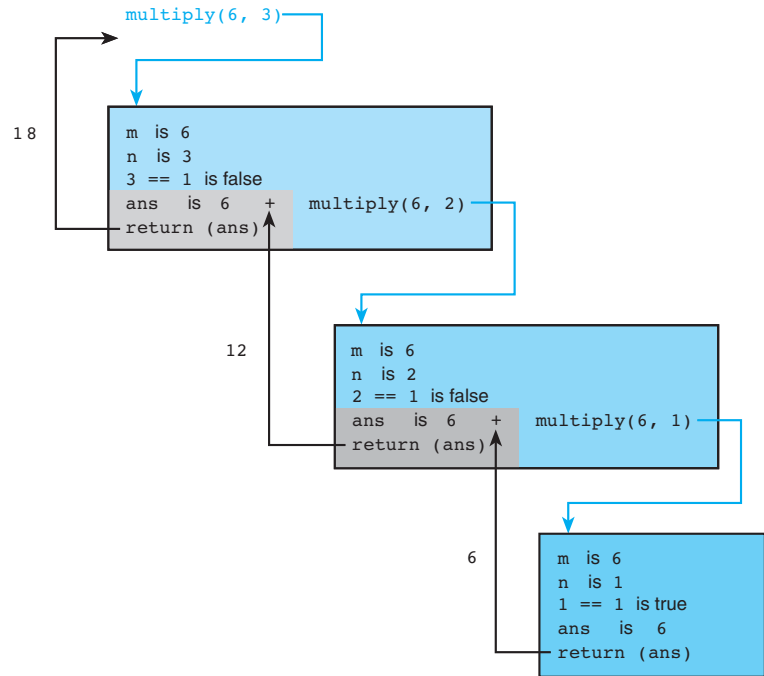 multiply(6, 3)
18
m is 6
n is 3
3 == 1 is false
ans is 6 + multiply(6, 2)
return (ans)
12
m is 6
n is 2
2 == 1 is false
ans is 6 + multiply(6, 1)
return (ans)
6
m is 6
n is 1
1 == 1 is true
ans is 6
return (ans)